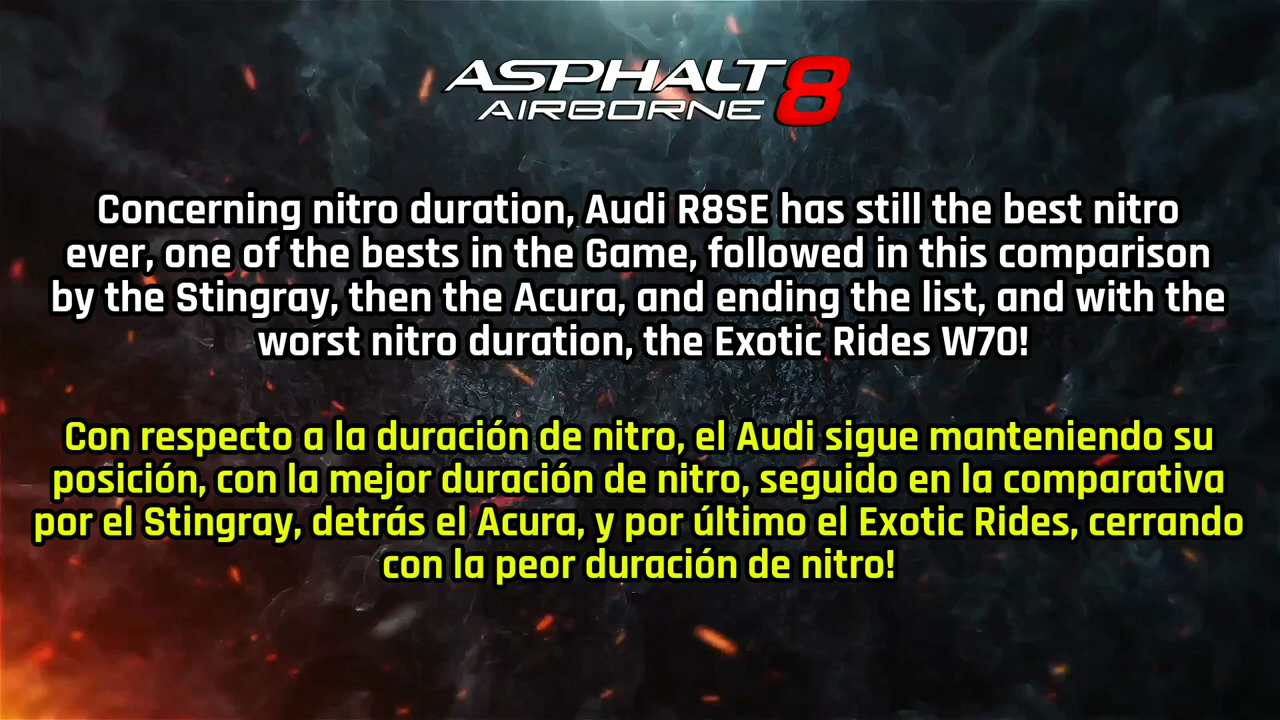 ASPHALT 8
AIRBORNE
Concerning nitro duration, Audi R8SE has still the best nitro
ever, one of the bests in the Game, followed in this comparison
by the Stingray, then the Acura, and ending the list, and with the
worst nitro duration, the Exotic Rides W70!
Con respecto a la duración de nitro, el Audi sigue manteniendo su
posición, con la mejor duración de nitro, seguido en la comparativa
por el Stingray, detrás el Acura, y por último el Exotic Rides, cerrando
con la peor duración de nitro!